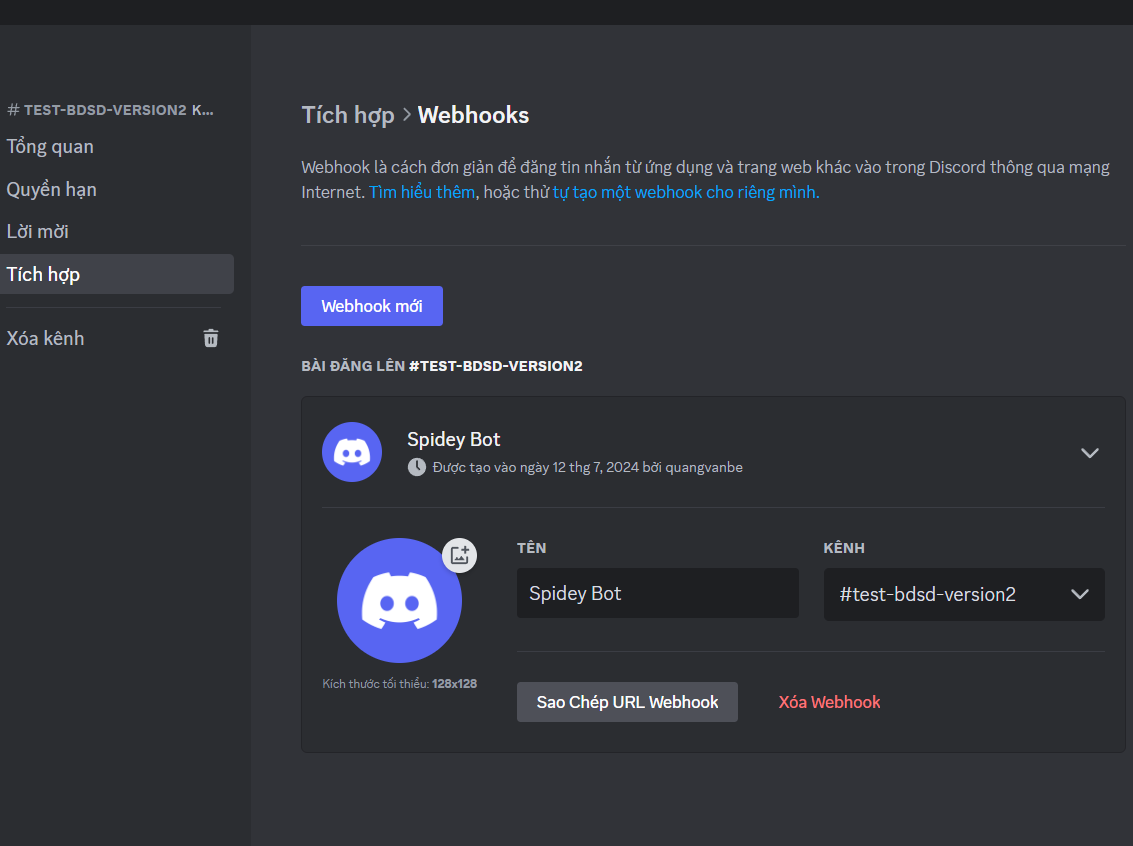 # TEST-BDSD-VERSION2 K...
Tổng quan
Quyền hạn
Lời mời
Tích hợp
Xóa kênh
Tích hợp > Webhooks
Webhook là cách đơn giản để đăng tin nhắn từ ứng dụng và trang web khác vào trong Discord thông qua mạng
Internet. Tìm hiểu thêm, hoặc thử tự tạo một webhook cho riêng mình.
Webhook mới
BÀI ĐĂNG LÊN #TEST-BDSD-VERSION2
Spidey Bot
Được tạo vào ngày 12 thg 7, 2024 bởi quangvanbe
Kích thước tối thiểu: 128x128
TÊN
Spidey Bot
KÊNH
#test-bdsd-version2
Sao Chép URL Webhook
Xóa Webhook